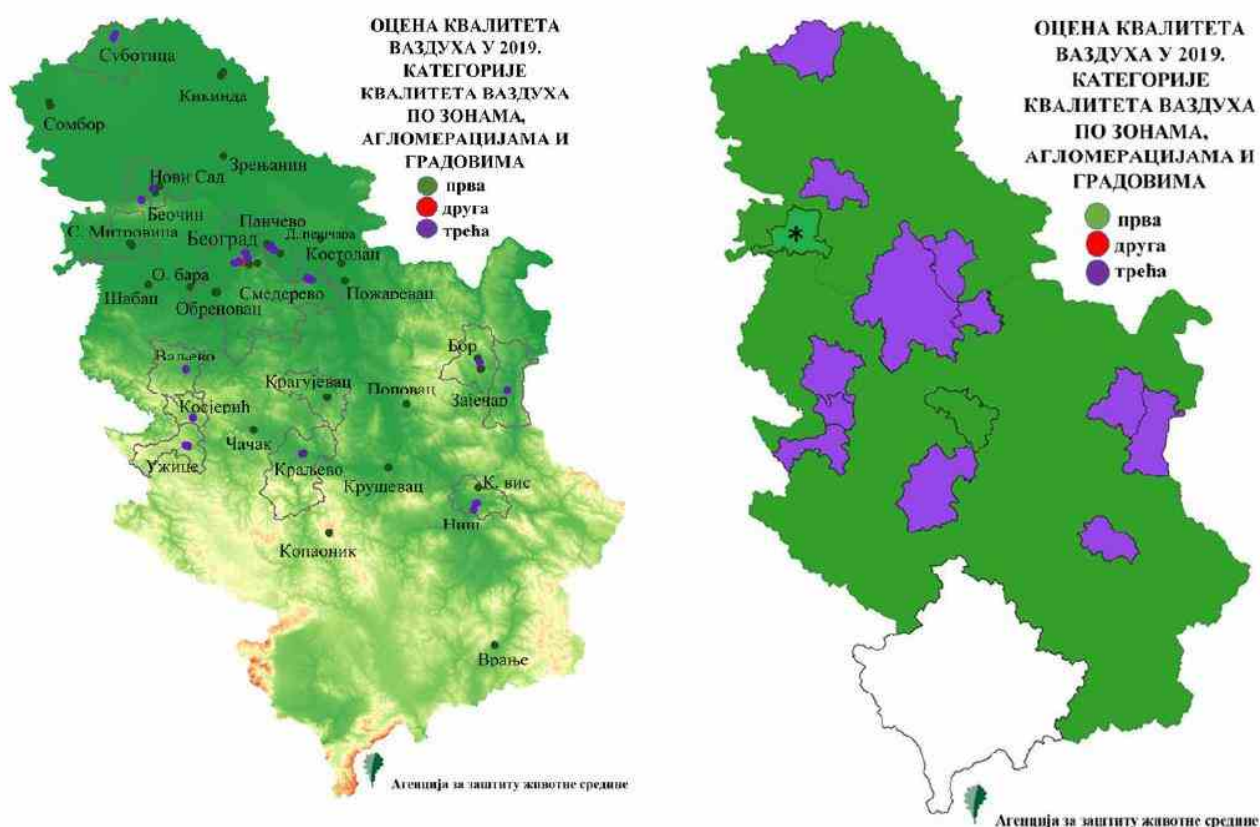 ОЦЕНА КВАЛИТЕТА
ВАЗДУХА У 2019.
КАТЕГОРИЈЕ
КВАЛИТЕТА ВАЗДУХА
ПО ЗОНАМА,
АГЛОМЕРАЦИЈАМА И
ГРАДОВИМА
прва
друга
трећа
Суботица
Кикинда
Сомбор
Зрењанин
Нови Сад
Беочин
Панчево
С. Митровина
Београд
Костолац
О. бара
Шабац
Обреновац
Смедерево
Пожаревац
Ваљево
Бор
Крагујевац
Поповац
Зајечар
Косјерић
Чачак
Ужице
Краљево
Крушевац
К. вис
Ниш
Копаоник
Врање
Агенција за заштиту животне средине
ОЦЕНА КВАЛИТЕТА
ВАЗДУХА У 2019.
КАТЕГОРИЈЕ
КВАЛИТЕТА ВАЗДУХА
ПО ЗОНАМА,
АГЛОМЕРАЦИЈАМА И
ГРАДОВИМА
прва
друга
трећа
*
Агенција за заштиту животне средине